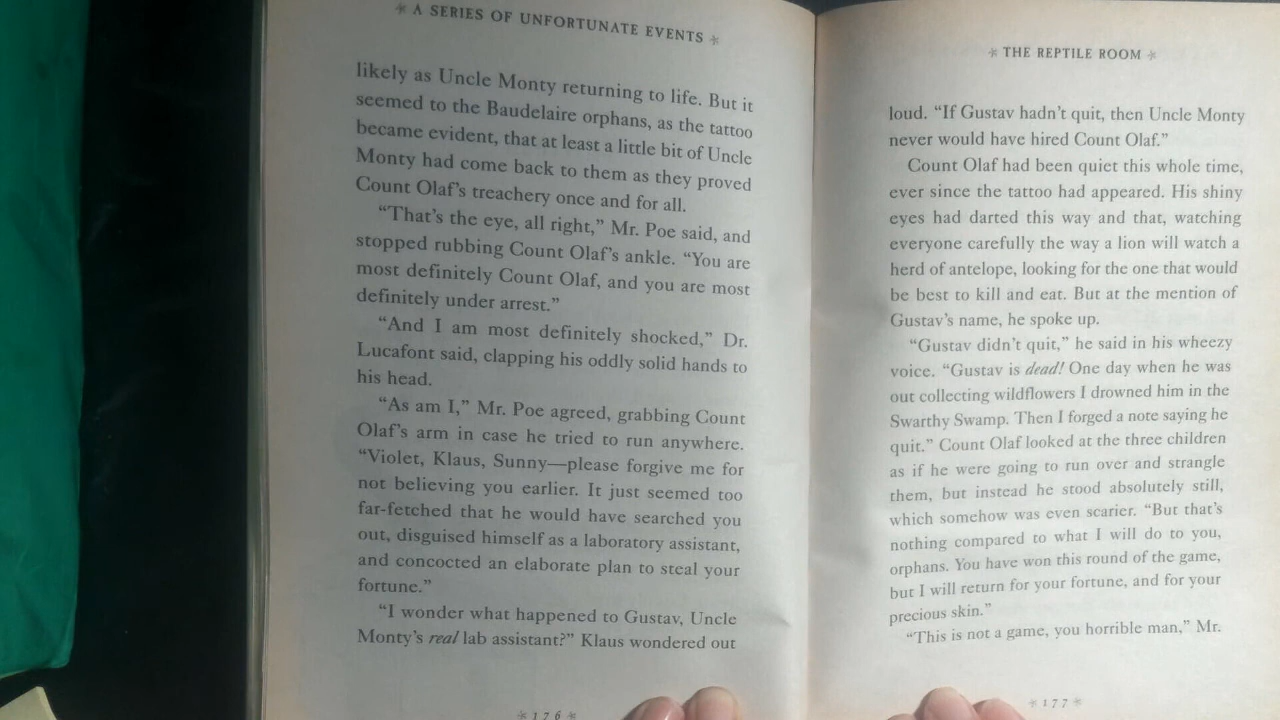 * A SERIES OF UNFORTUNATE EVENTS *
likely as Uncle Monty returning to life. But it
seemed to the Baudelaire orphans, as the tattoo
became evident, that at least a little bit of Uncle
Monty had come back to them as they proved
Count Olaf’s treachery once and for all.
“That’s the eye, all right,” Mr. Poe said, and
stopped rubbing Count Olaf’s ankle. “You are
most definitely Count Olaf, and you are most
definitely under arrest.”
“And I am most definitely shocked,” Dr.
Lucafont said, clapping his oddly solid hands to
his head.
“As am I,” Mr. Poe agreed, grabbing Count
Olaf’s arm in case he tried to run anywhere.
“Violet, Klaus, Sunny—please forgive me for
not believing you earlier. It just seemed too
far-fetched that he would have searched you
out, disguised himself as a laboratory assistant,
and concocted an elaborate plan to steal your
fortune.”
“I wonder what happened to Gustav, Uncle
Monty’s real lab assistant?” Klaus wondered out
* 176 *
* THE REPTILE ROOM *
loud. “If Gustav hadn’t quit, then Uncle Monty
never would have hired Count Olaf.”
Count Olaf had been quiet this whole time,
ever since the tattoo had appeared. His shiny
eyes had darted this way and that, watching
everyone carefully the way a lion will watch a
herd of antelope, looking for the one that would
be best to kill and eat. But at the mention of
Gustav’s name, he spoke up.
“Gustav didn’t quit,” he said in his wheezy
voice. “Gustav is dead! One day when he was
out collecting wildflowers I drowned him in the
Swarthy Swamp. Then I forged a note saying he
quit.” Count Olaf looked at the three children
as if he were going to run over and strangle
them, but instead he stood absolutely still,
which somehow was even scarier. “But that’s
nothing compared to what I will do to you,
orphans. You have won this round of the game,
but I will return for your fortune, and for your
precious skin.”
“This is not a game, you horrible man,” Mr.
* 177 *